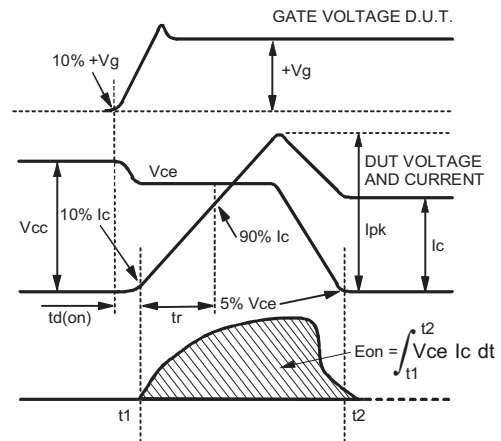 GATE VOLTAGE D.U.T.
10% +Vg
+Vg
Vce
DUT VOLTAGE
AND CURRENT
Vcc
10% Ic
90% Ic
Ipk
Ic
td(on)
tr
5% Vce
Eon = ∫ Vce Ic dt
t2
t1
t1
t2